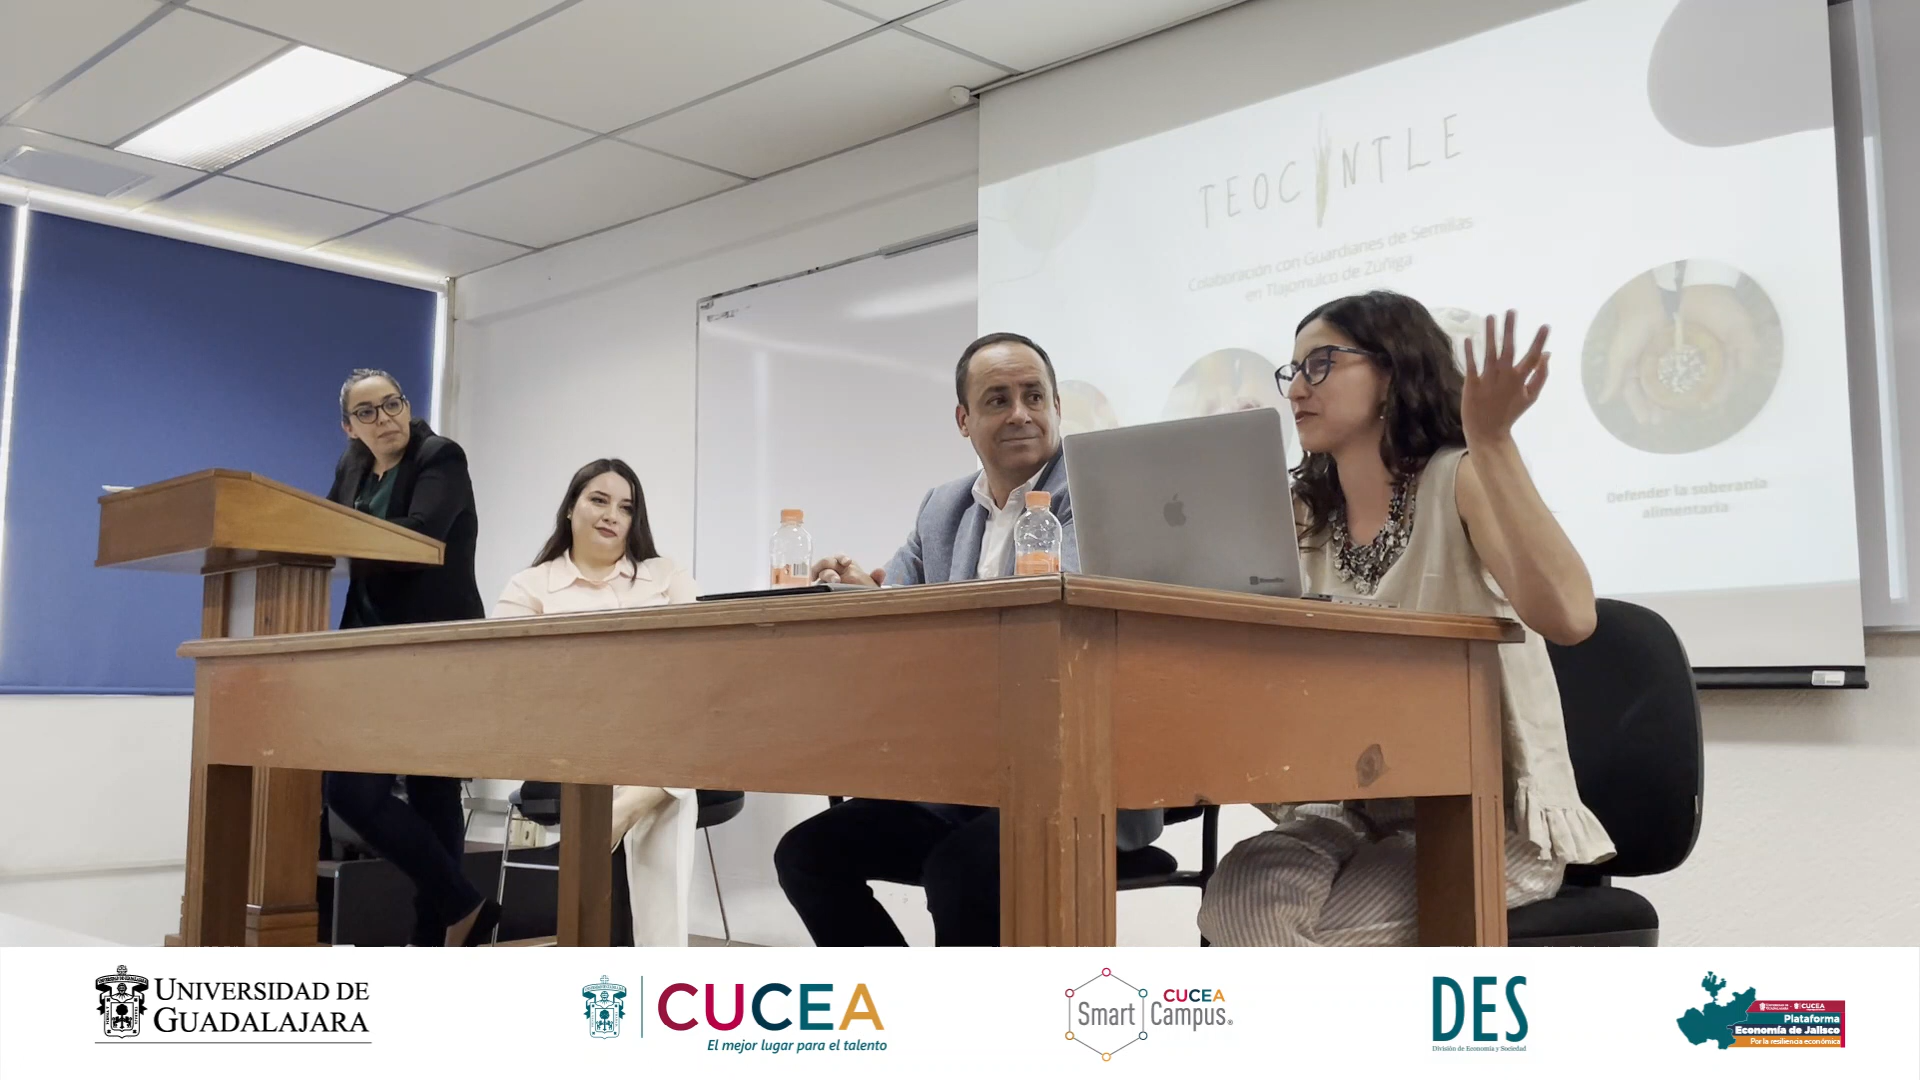 TEOCINTLE
Colaboración con Guardianes de Semillas
en Tlajomulco de Zúñiga
Defender la soberanía
alimentaria
UNIVERSIDAD DE
GUADALAJARA
CUCEA
El mejor lugar para el talento
CUCEA
Smart Campus.
DES
División de Economía y Sociedad
CUCEA
Plataforma
Economía de Jalisco
Por la resiliencia económica